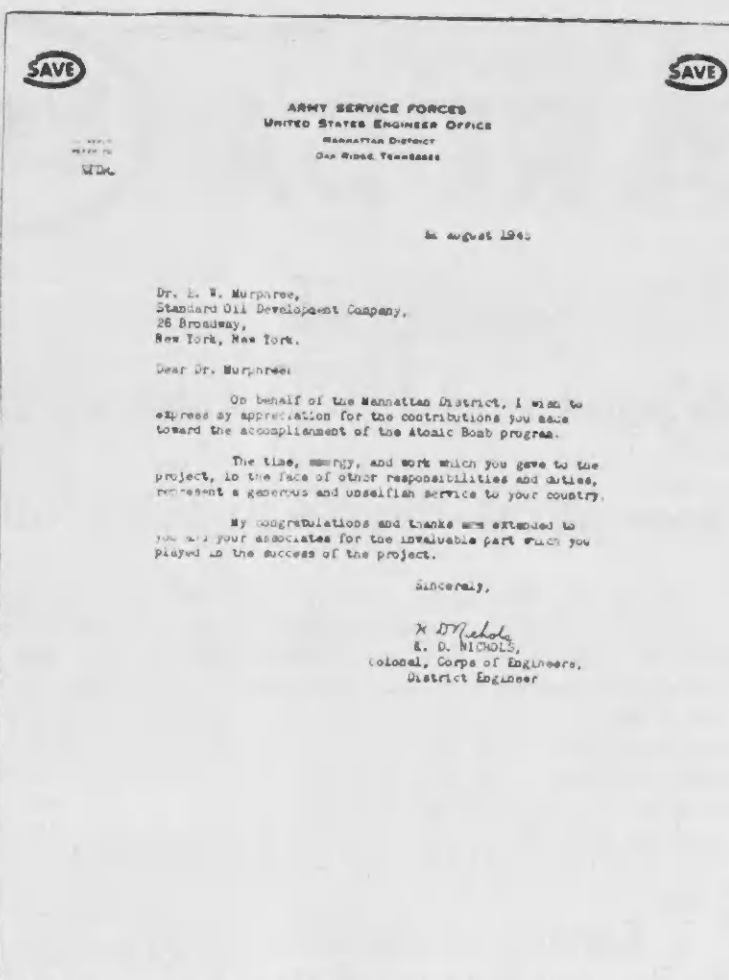 SAVE SAVE
ARMY SERVICE FORCES
UNITED STATES ENGINEER OFFICE
MANHATTAN DISTRICT
OAK RIDGE, TENNESSEE
IN REPLY
REFER TO
august 1945
Dr. E. W. Murphree,
Standard Oil Development Company,
26 Broadway,
New York, New York.
Dear Dr. Murphree:
On behalf of the Manhattan District, I wish to
express my appreciation for the contributions you made
toward the accomplishment of the Atomic Bomb program.
The time, energy, and work which you gave to the
project, in the face of other responsibilities and duties,
represent a generous and unselfish service to your country.
My congratulations and thanks are extended to
you and your associates for the invaluable part which you
played in the success of the project.
Sincerely,
K D Nichols
K. D. NICHOLS,
Colonel, Corps of Engineers,
District Engineer